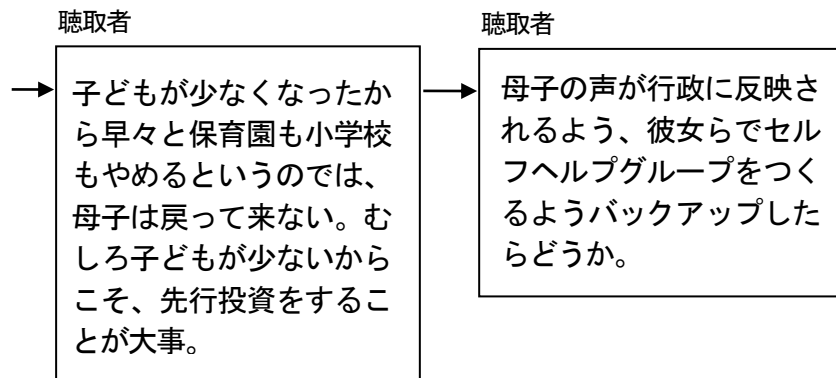 聴取者
子どもが少なくなったか
ら早々と保育園も小学校
もやめるというのでは、
母子は戻って来ない。む
しろ子どもが少ないから
こそ、先行投資をするこ
とが大事。
聴取者
母子の声が行政に反映さ
れるよう、彼女らでセル
フヘルプグループをつく
るようバックアップした
らどうか。